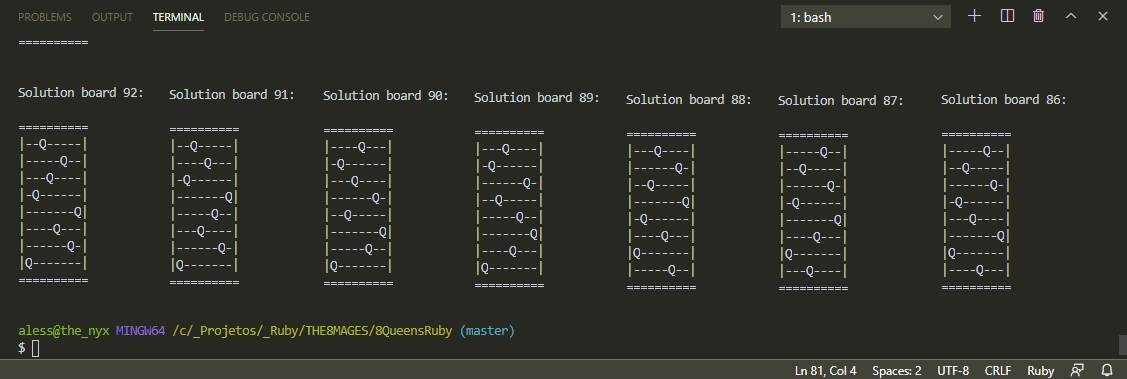 PROBLEMS
OUTPUT
TERMINAL
DEBUG CONSOLE
1: bash
==========
Solution board 92:
==========
|--Q-----|
|-----Q--|
|---Q----|
|-Q------|
|-------Q|
|----Q---|
|------Q-|
|Q-------|
==========
Solution board 91:
==========
|--Q-----|
|----Q---|
|-Q------|
|-------Q|
|-----Q--|
|---Q----|
|------Q-|
|Q-------|
==========
Solution board 90:
==========
|----Q---|
|-Q------|
|---Q----|
|------Q-|
|--Q-----|
|-------Q|
|-----Q--|
|Q-------|
==========
Solution board 89:
==========
|---Q----|
|-Q------|
|------Q-|
|--Q-----|
|-----Q--|
|-------Q|
|----Q---|
|Q-------|
==========
Solution board 88:
==========
|---Q----|
|------Q-|
|--Q-----|
|-------Q|
|-Q------|
|----Q---|
|Q-------|
|-----Q--|
==========
Solution board 87:
==========
|-----Q--|
|--Q-----|
|------Q-|
|-Q------|
|-------Q|
|----Q---|
|Q-------|
|---Q----|
==========
Solution board 86:
==========
|-----Q--|
|--Q-----|
|------Q-|
|-Q------|
|---Q----|
|-------Q|
|Q-------|
|----Q---|
==========
aless@the_nyx MINGW64 /c/_Projetos/_Ruby/THE8MAGES/8QueensRuby (master)
$
Ln 81, Col 4 Spaces: 2 UTF-8 CRLF Ruby